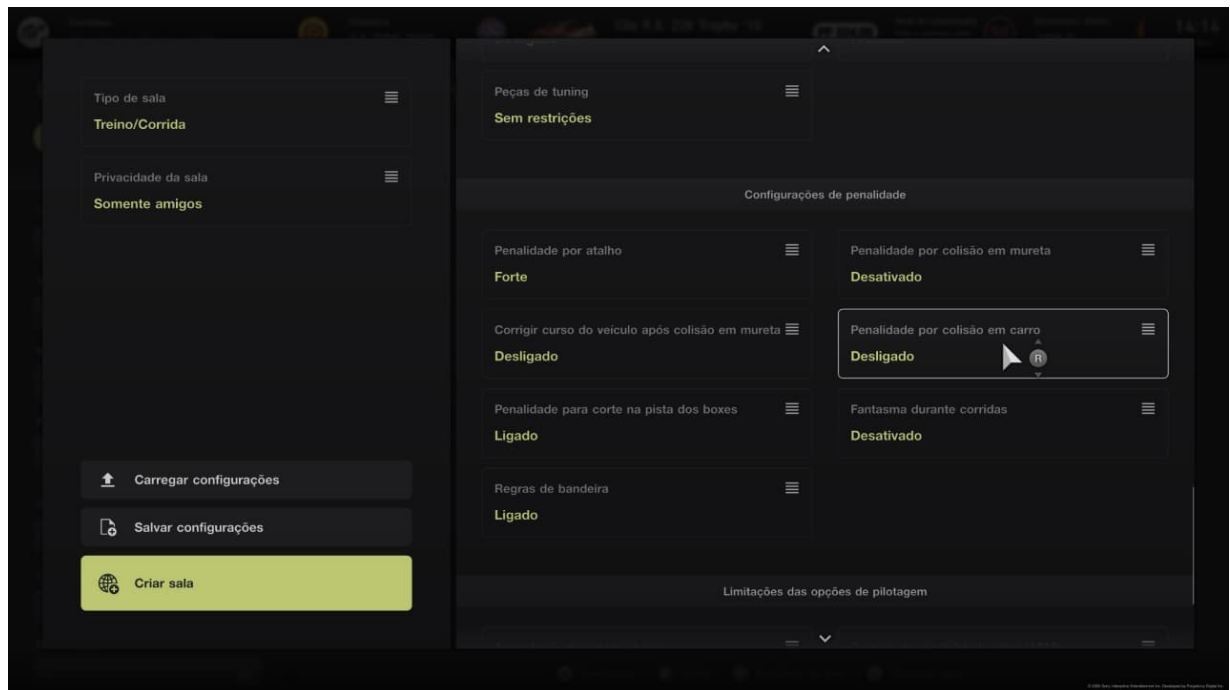 14:14
Tipo de sala
Treino/Corrida
Privacidade da sala
Somente amigos
Carregar configurações
Salvar configurações
Criar sala
Peças de tuning
Sem restrições
Configurações de penalidade
Penalidade por atalho
Forte
Penalidade por colisão em mureta
Desativado
Corrigir curso do veículo após colisão em mureta
Desligado
Penalidade por colisão em carro
Desligado
R
Penalidade para corte na pista dos boxes
Ligado
Fantasma durante corridas
Desativado
Regras de bandeira
Ligado
Limitações das opções de pilotagem